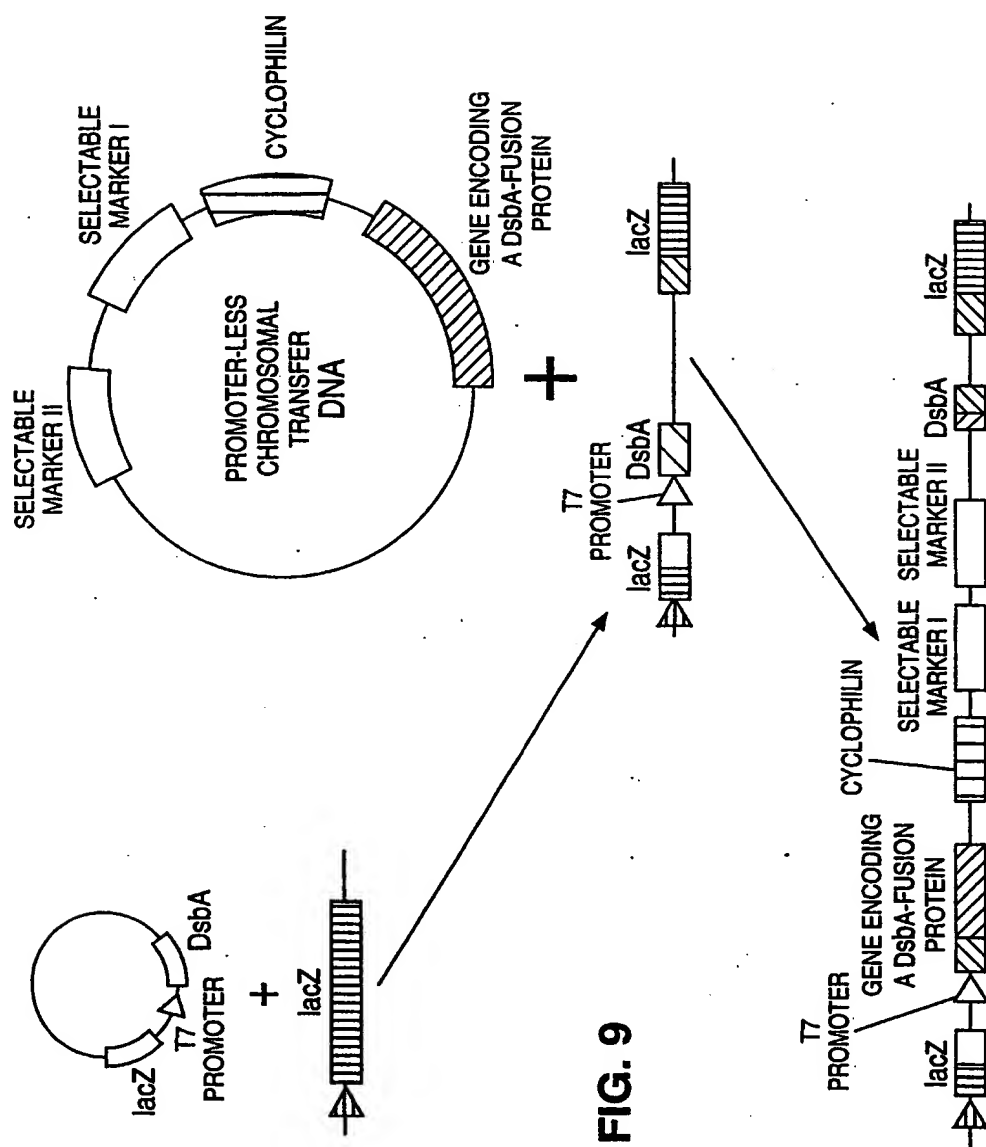 lacZ
T7
PROMOTER
DsbA
+
lacZ
SELECTABLE
MARKER II
SELECTABLE
MARKER I
CYCLOPHILIN
GENE ENCODING
A DsbA-FUSION
PROTEIN
PROMOTER-LESS
CHROMOSOMAL
TRANSFER
DNA
+
lacZ
T7
PROMOTER
DsbA
lacZ
FIG. 9
lacZ
T7
PROMOTER
GENE ENCODING
A DsbA-FUSION
PROTEIN
CYCLOPHILIN
SELECTABLE
MARKER I
SELECTABLE
MARKER II
DsbA
lacZ